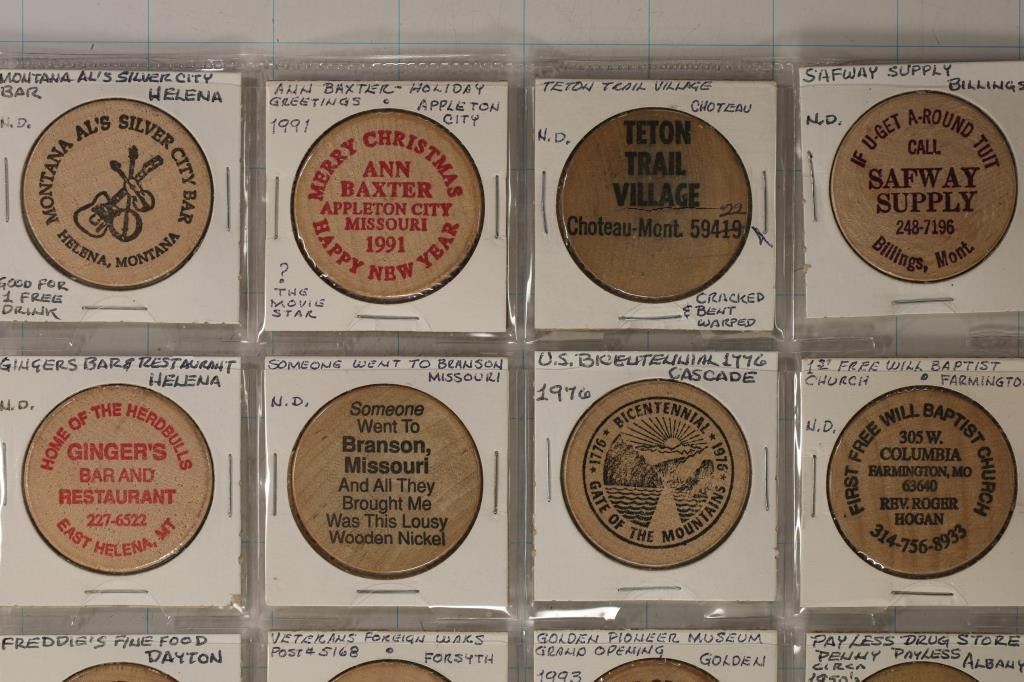 MONTANA AL'S SILVER CITY
BAR HELENA
N.D.
MONTANA AL'S SILVER CITY BAR
HELENA, MONTANA
GOOD FOR
1 FREE
DRINK
ANN BAXTER - HOLIDAY
GREETINGS • APPLETON
CITY
1991
MERRY CHRISTMAS
ANN
BAXTER
APPLETON CITY
MISSOURI
1991
HAPPY NEW YEAR
?
THE
MOVIE
STAR
TETON TRAIL VILLAGE
CHOTEAU
N.D.
TETON
TRAIL
VILLAGE
22
Choteau-Mont. 59419
CRACKED
& BENT
WARPED
SAFWAY SUPPLY
BILLINGS
N.D.
IF U-GET A-ROUND TUIT
CALL
SAFWAY
SUPPLY
248-7196
Billings, Mont.
GINGERS BAR & RESTAURANT
HELENA
N.D.
HOME OF THE HERDBULLS
GINGER'S
BAR AND
RESTAURANT
227-6522
EAST HELENA, MT
SOMEONE WENT TO BRANSON
MISSOURI
N.D.
Someone
Went To
Branson,
Missouri
And All They
Brought Me
Was This Lousy
Wooden Nickel
U.S. BICENTENNIAL 1776
CASCADE
1976
1776 BICENTENNIAL 1976
GATE OF THE MOUNTAINS
1ST FREE WILL BAPTIST
CHURCH • FARMINGTO
N.D.
FIRST FREE WILL BAPTIST CHURCH
305 W.
COLUMBIA
FARMINGTON, MO
63640
REV. ROGER
HOGAN
314-756-8933
FREDDIE'S FINE FOOD
DAYTON
VETERANS FOREIGN WARS
POST #5168 • FORSYTH
GOLDEN PIONEER MUSEUM
GRAND OPENING GOLDEN
1993
PAYLESS DRUG STORE
PENNY PAYLESS ALBANY
CIRCA
1950's